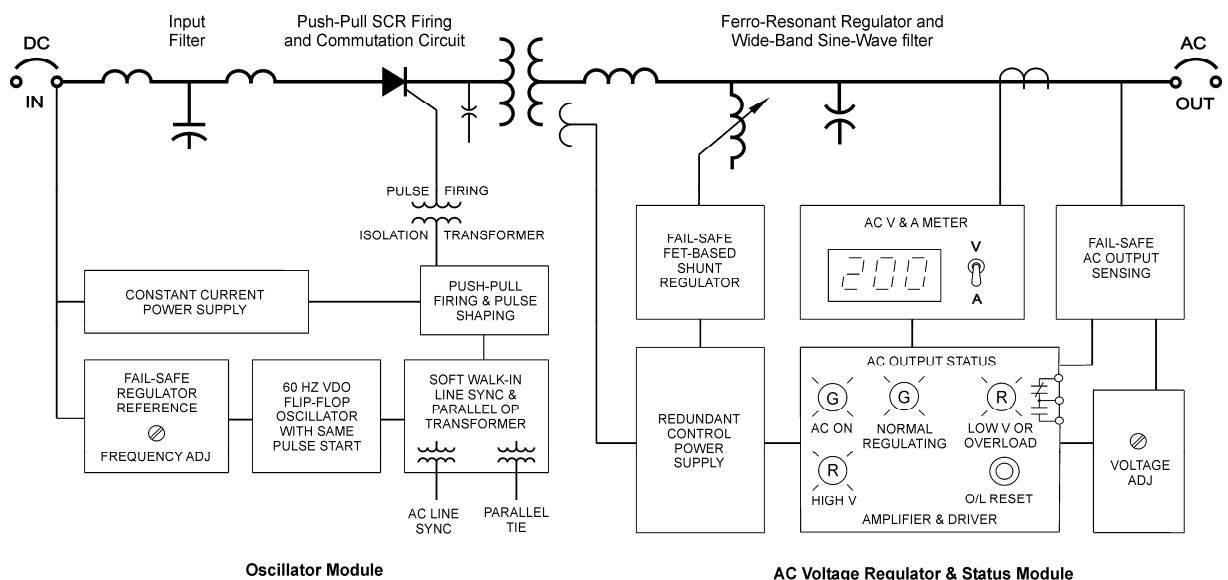 DC
IN
Input
Filter
Push-Pull SCR Firing
and Commutation Circuit
Ferro-Resonant Regulator and
Wide-Band Sine-Wave filter
AC
OUT
PULSE FIRING
ISOLATION TRANSFORMER
CONSTANT CURRENT
POWER SUPPLY
PUSH-PULL
FIRING & PULSE
SHAPING
FAIL-SAFE
REGULATOR
REFERENCE
FREQUENCY ADJ
60 HZ VDO
FLIP-FLOP
OSCILLATOR
WITH SAME
PULSE START
SOFT WALK-IN
LINE SYNC &
PARALLEL OP
TRANSFORMER
AC LINE
SYNC
PARALLEL
TIE
Oscillator Module
FAIL-SAFE
FET-BASED
SHUNT
REGULATOR
AC V & A METER
200
V
A
FAIL-SAFE
AC OUTPUT
SENSING
REDUNDANT
CONTROL
POWER
SUPPLY
AC OUTPUT STATUS
G
AC ON
G
NORMAL
REGULATING
R
LOW V OR
OVERLOAD
R
HIGH V
O/L RESET
AMPLIFIER & DRIVER
VOLTAGE
ADJ
AC Voltage Regulator & Status Module